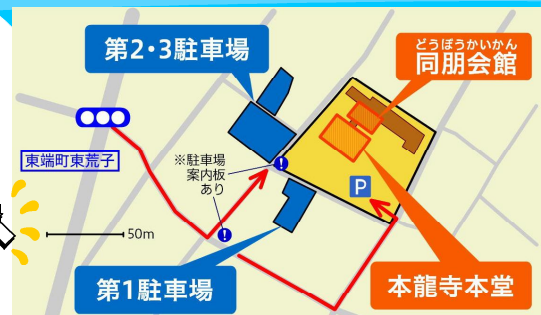 第2・3駐車場
どうぼうかいかん
同朋会館
東端町東荒子
※駐車場
案内板
あり
!
P
!
50m
第1駐車場
本龍寺本堂